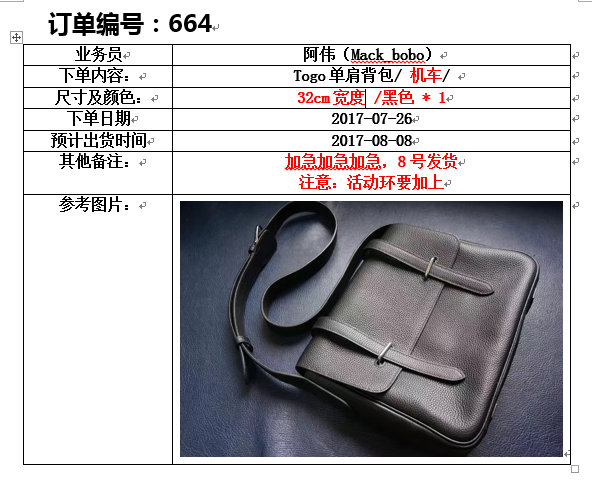 订单编号：664
业务员
阿伟（Mack_bobo）
下单内容：
Togo单肩背包/ 机车/
尺寸及颜色：
32cm宽度 /黑色 * 1
下单日期
2017-07-26
预计出货时间
2017-08-08
其他备注：
加急加急加急，8号发货
注意：活动环要加上
参考图片：